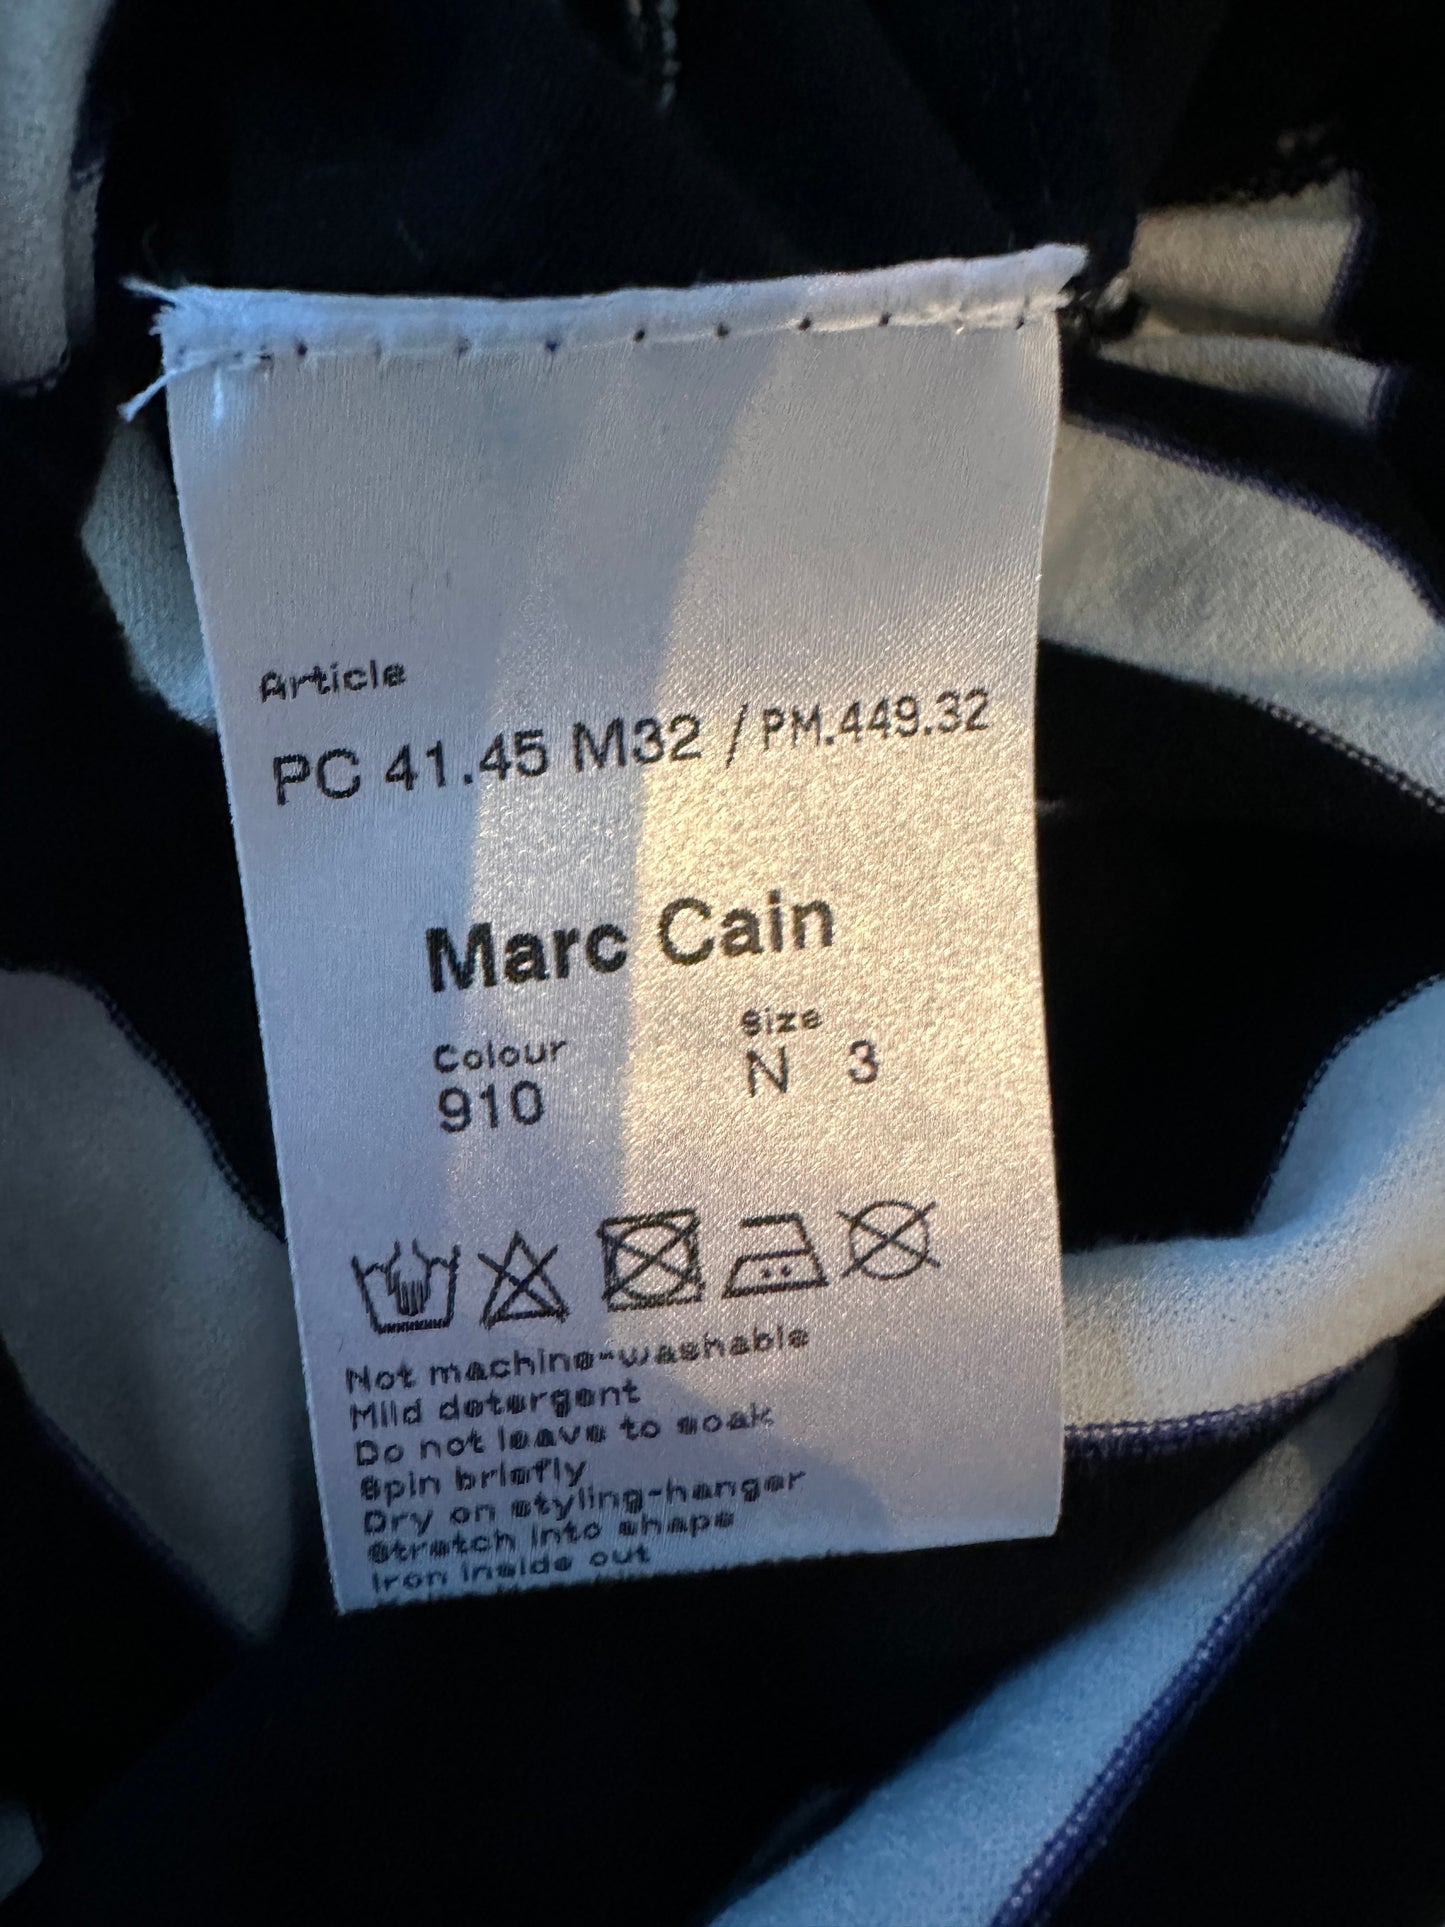 Article
PC 41.45 M32 / PM.449.32
Marc Cain
Colour
910
Size
N 3
Not machine-washable
Mild detergent
Do not leave to soak
Spin briefly
Dry on styling-hanger
Stretch into shape
Iron inside out